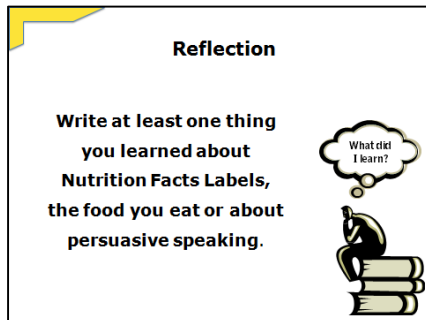 Reflection
Write at least one thing
you learned about
Nutrition Facts Labels,
the food you eat or about
persuasive speaking.
What did
I learn?